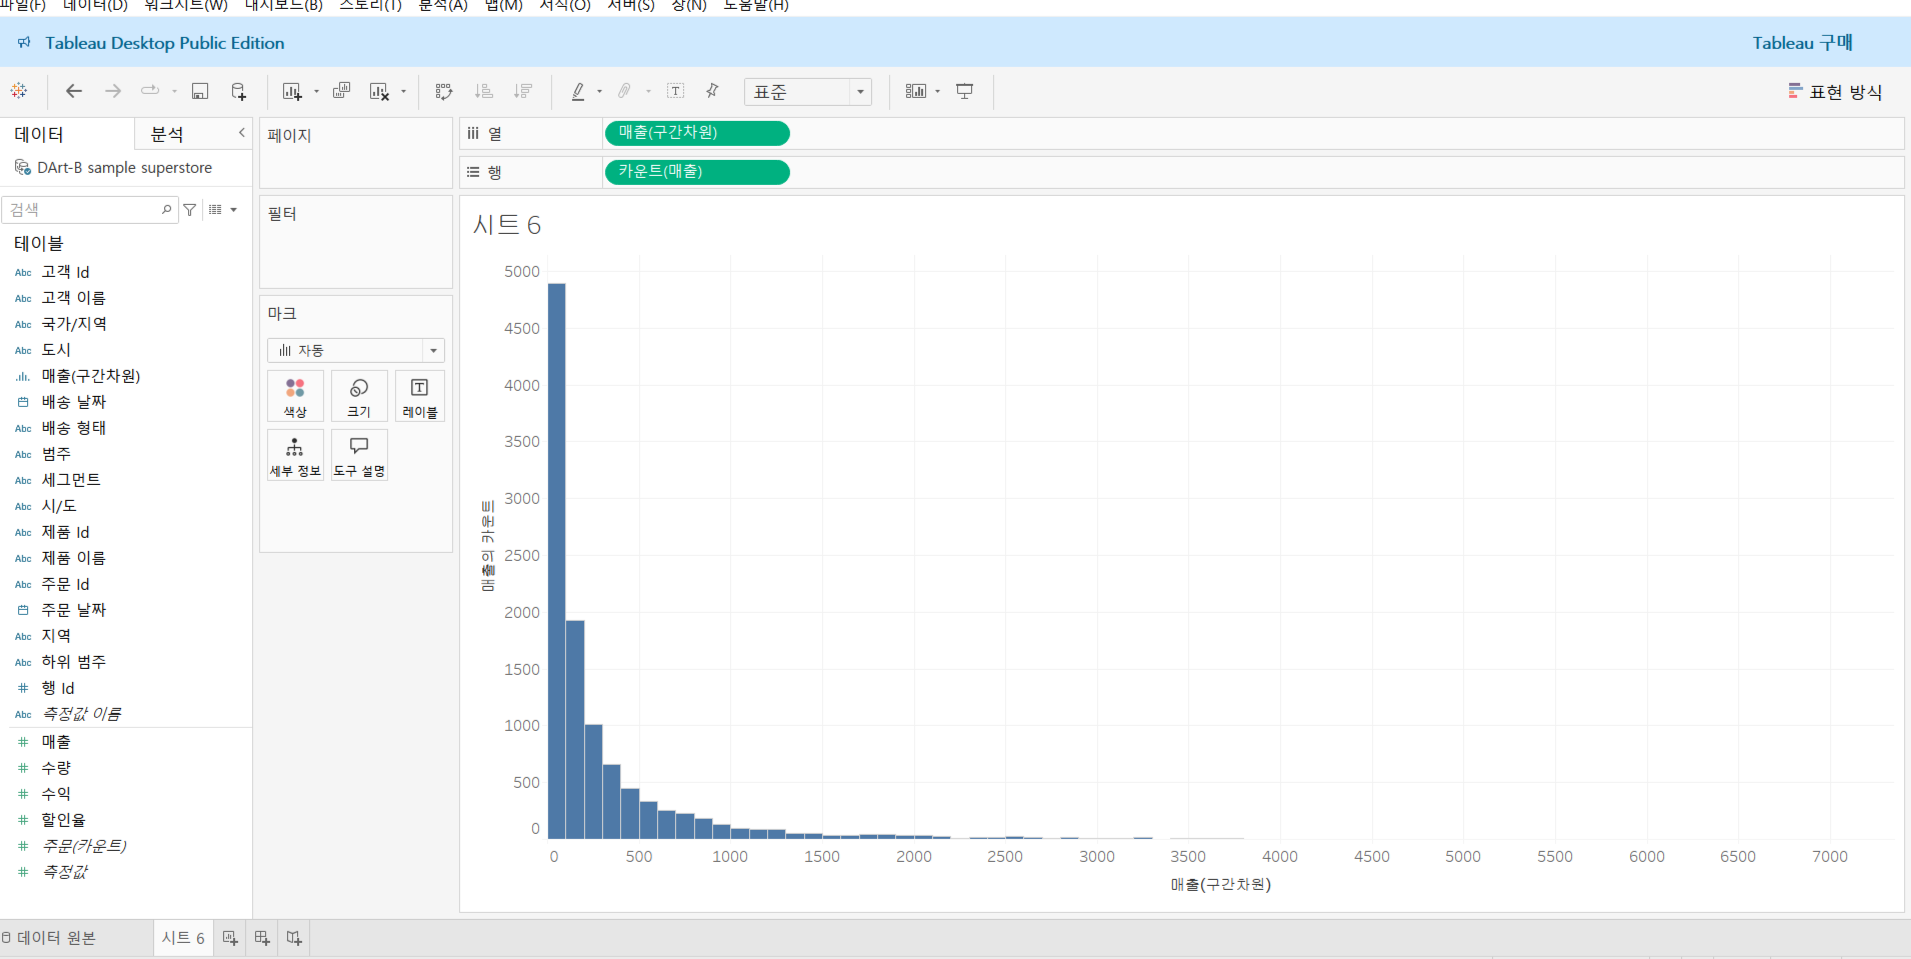 파일(F) 데이터(D) 워크시트(W) 대시보드(B) 스토리(T) 분석(A) 맵(M) 서식(O) 서버(S) 창(N) 도움말(H)
Tableau Desktop Public Edition
Tableau 구매
표준
표현 방식
데이터
분석
DArt-B sample superstore
검색
테이블
Abc 고객 Id
Abc 고객 이름
Abc 국가/지역
Abc 도시
매출(구간차원)
배송 날짜
Abc 배송 형태
Abc 범주
Abc 세그먼트
Abc 시/도
Abc 제품 Id
Abc 제품 이름
Abc 주문 Id
주문 날짜
Abc 지역
Abc 하위 범주
# 행 Id
Abc 측정값 이름
# 매출
# 수량
# 수익
# 할인율
# 주문(카운트)
# 측정값
페이지
필터
마크
자동
색상
크기
레이블
세부 정보
도구 설명
열
매출(구간차원)
행
카운트(매출)
시트 6
매출의 카운트
5000
4500
4000
3500
3000
2500
2000
1500
1000
500
0
0 500 1000 1500 2000 2500 3000 3500 4000 4500 5000 5500 6000 6500 7000
매출(구간차원)
데이터 원본
시트 6